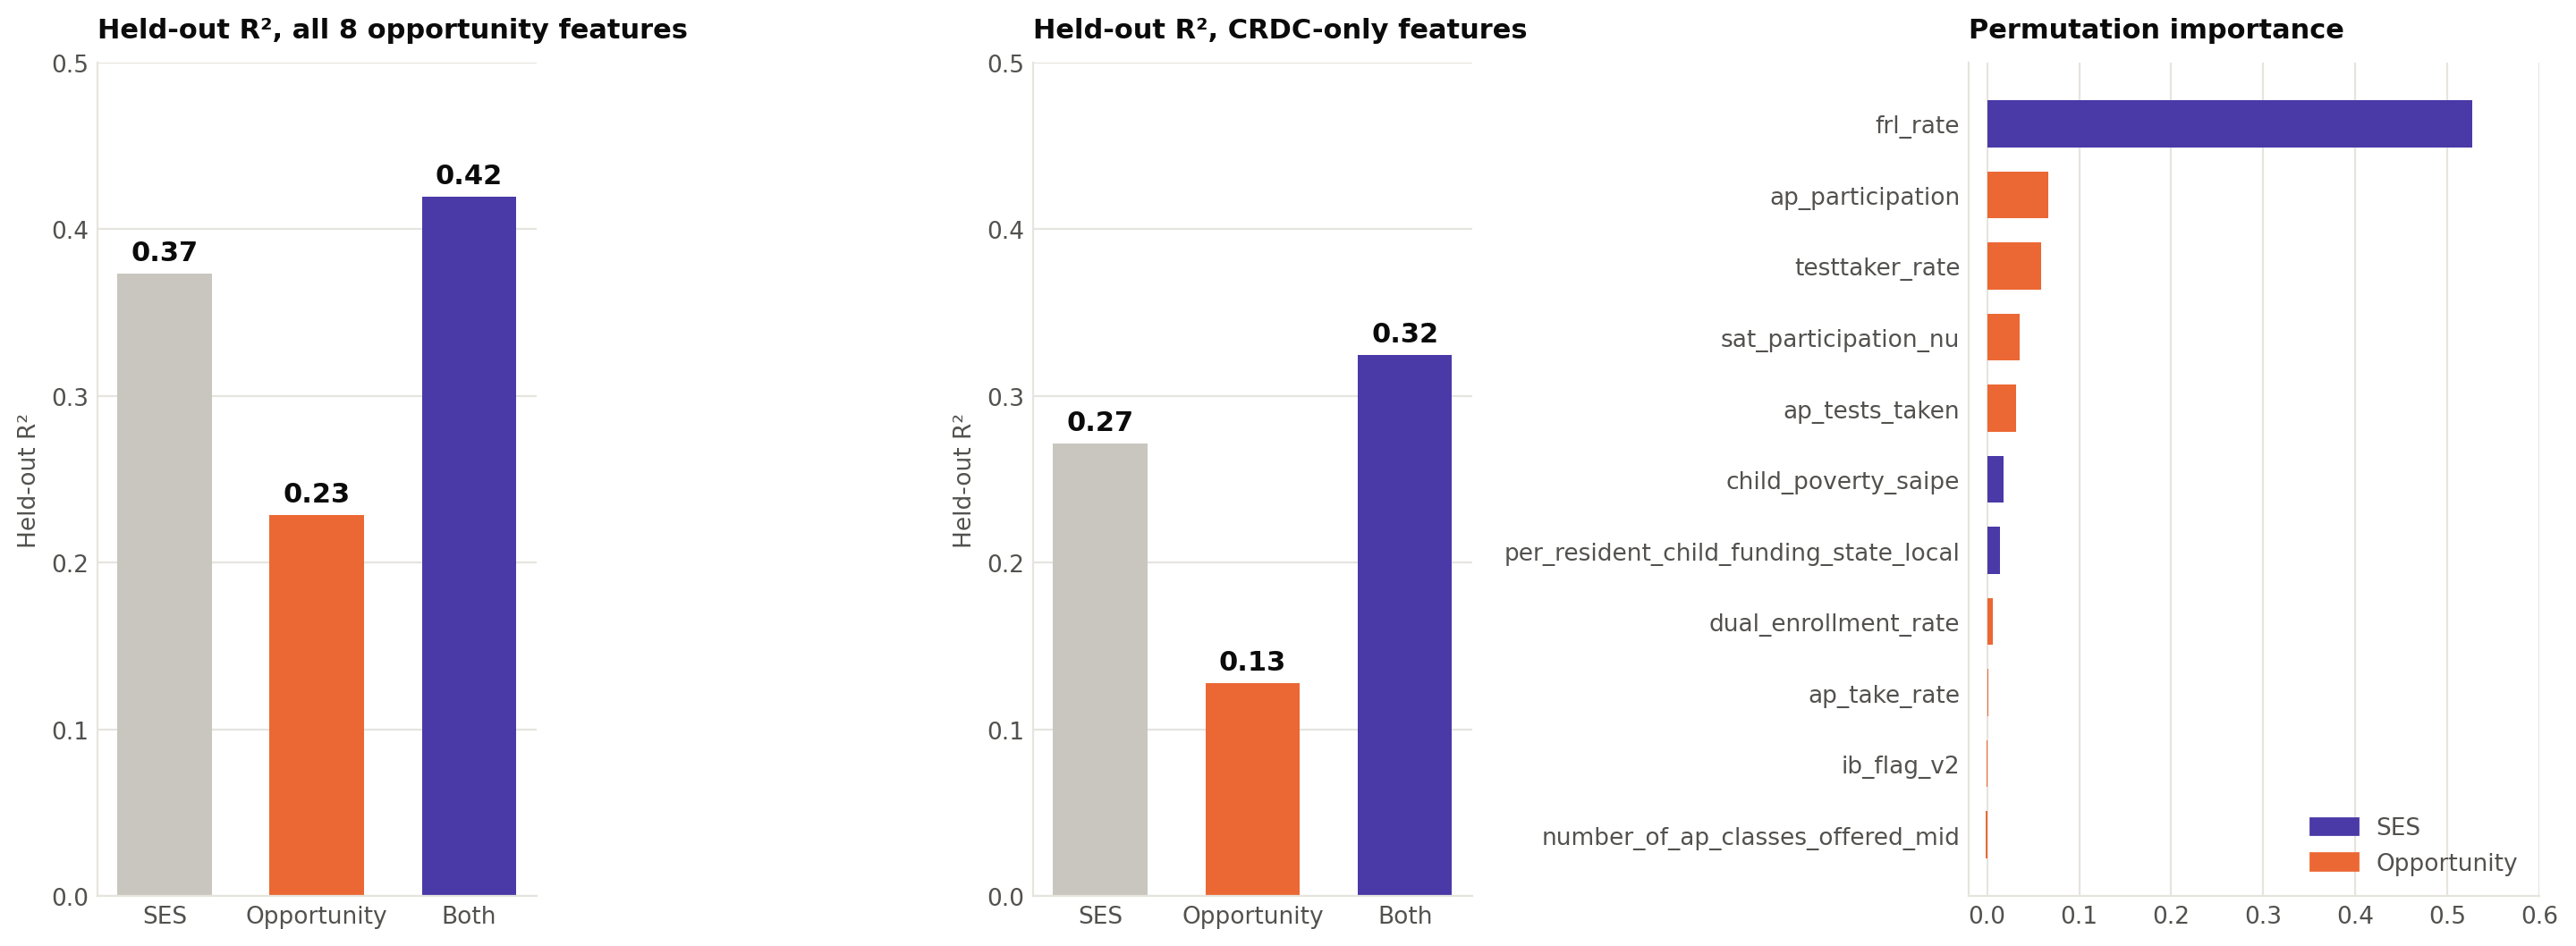 Held-out R², all 8 opportunity features
Held-out R²
0.5
0.4
0.3
0.2
0.1
0.0
0.37
0.23
0.42
SES
Opportunity
Both
Held-out R², CRDC-only features
Held-out R²
0.5
0.4
0.3
0.2
0.1
0.0
0.27
0.13
0.32
SES
Opportunity
Both
Permutation importance
frl_rate
ap_participation
testtaker_rate
sat_participation_nu
ap_tests_taken
child_poverty_saipe
per_resident_child_funding_state_local
dual_enrollment_rate
ap_take_rate
ib_flag_v2
number_of_ap_classes_offered_mid
SES
Opportunity
0.0 0.1 0.2 0.3 0.4 0.5 0.6